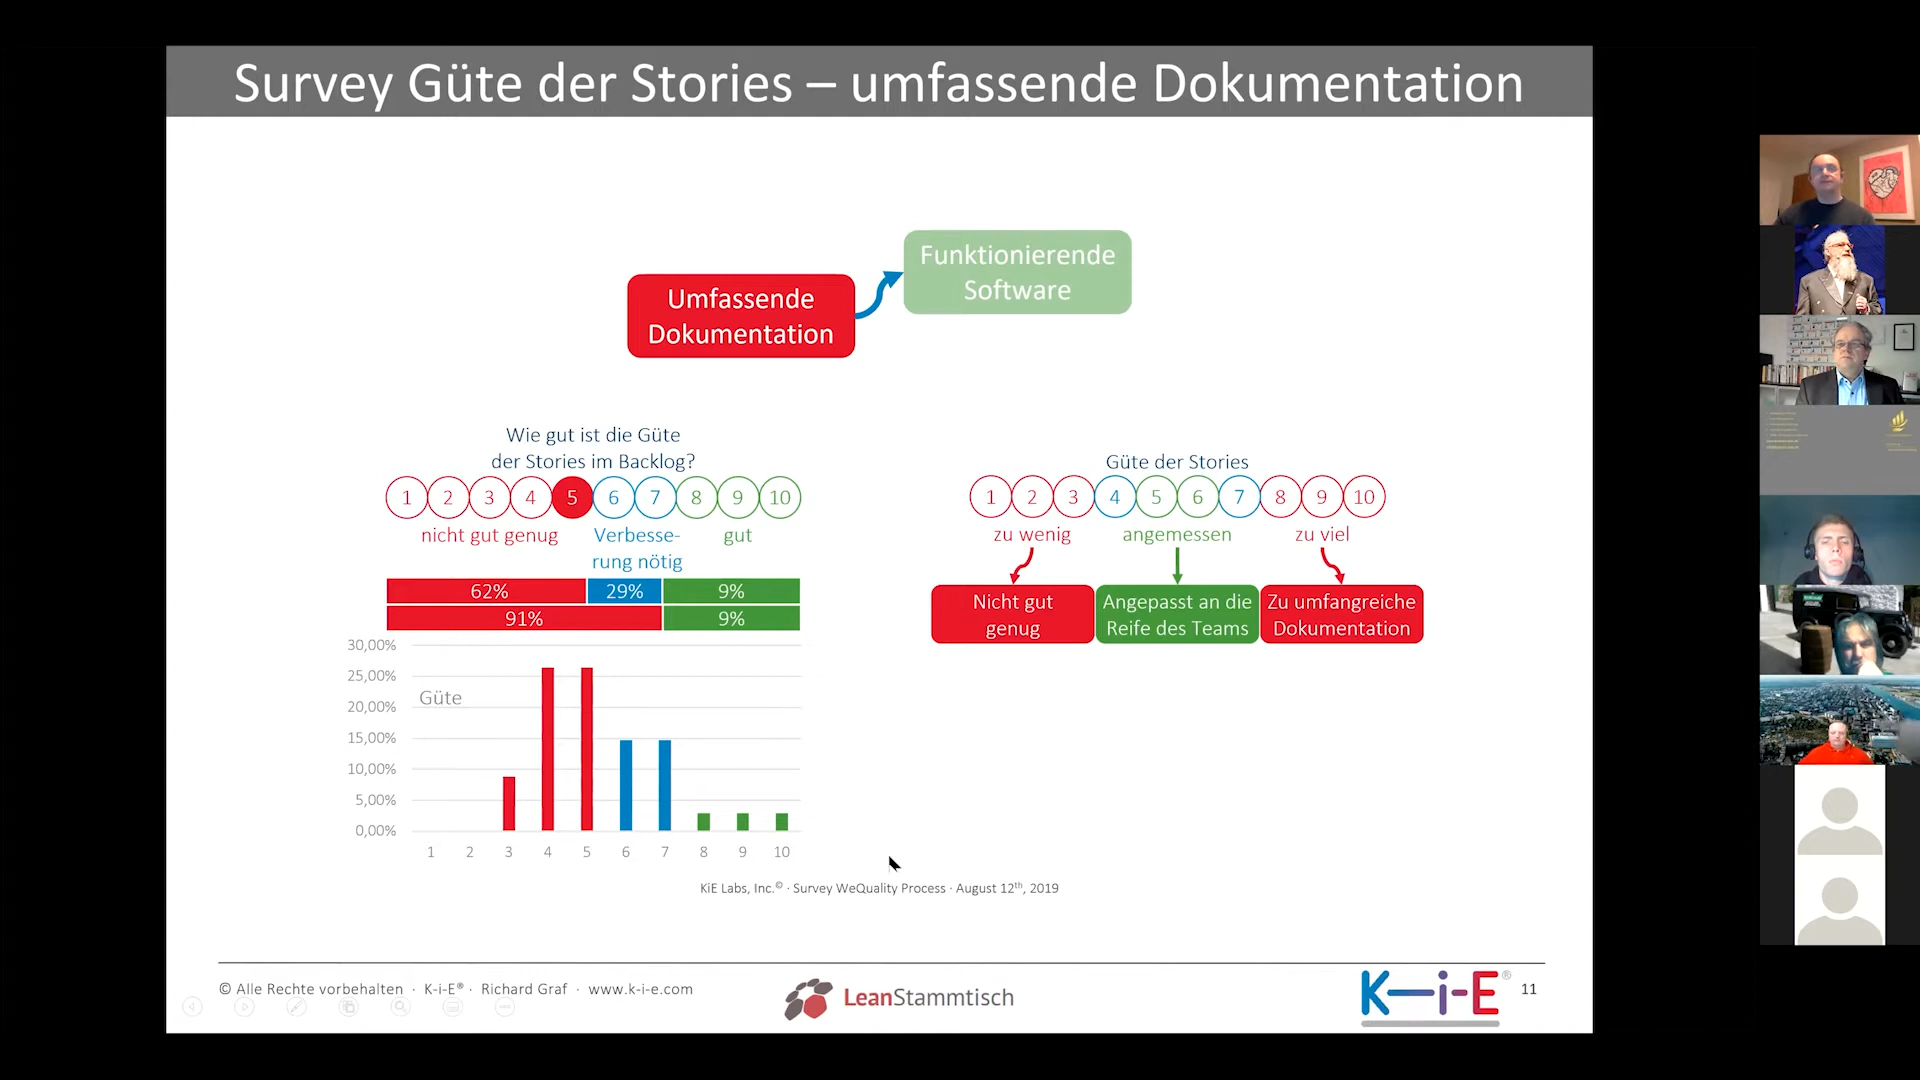 Survey Güte der Stories – umfassende Dokumentation
Funktionierende
Software
Umfassende
Dokumentation
Wie gut ist die Güte
der Stories im Backlog?
1 2 3 4 5 6 7 8 9 10
nicht gut genug
Verbesse-
rung nötig
gut
62% 29% 9%
91% 9%
30,00%
25,00%
20,00%
15,00%
10,00%
5,00%
0,00%
Güte
1 2 3 4 5 6 7 8 9 10
Güte der Stories
1 2 3 4 5 6 7 8 9 10
zu wenig angemessen zu viel
Nicht gut
genug
Angepasst an die
Reife des Teams
Zu umfangreiche
Dokumentation
KiE Labs, Inc.© · Survey WeQuality Process · August 12th, 2019
© Alle Rechte vorbehalten · K-i-E® · Richard Graf · www.k-i-e.com
LeanStammtisch
K-i-E®
11